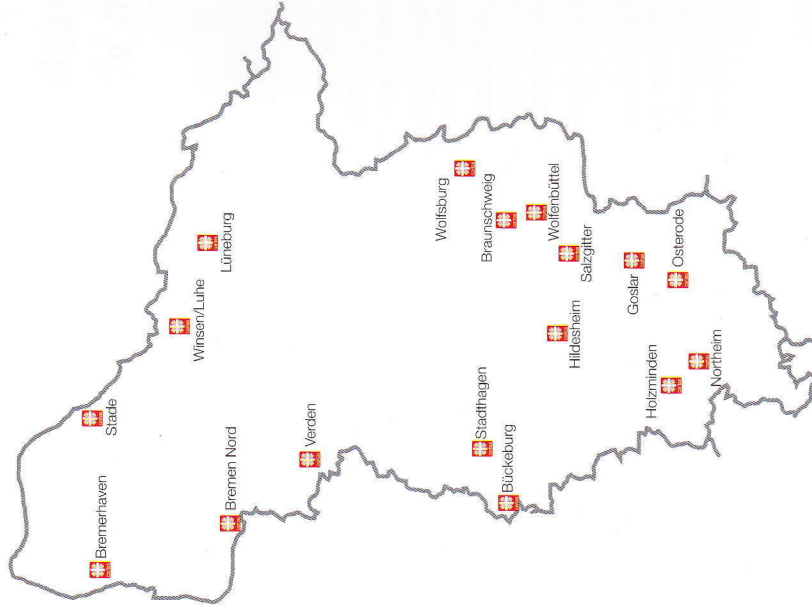 Bremerhaven
Stade
Winsen/Luhe
Lüneburg
Bremen Nord
Verden
Wolfsburg
Braunschweig
Wolfenbüttel
Stadthagen
Bückeburg
Salzgitter
Hildesheim
Goslar
Osterode
Holzminden
Northeim